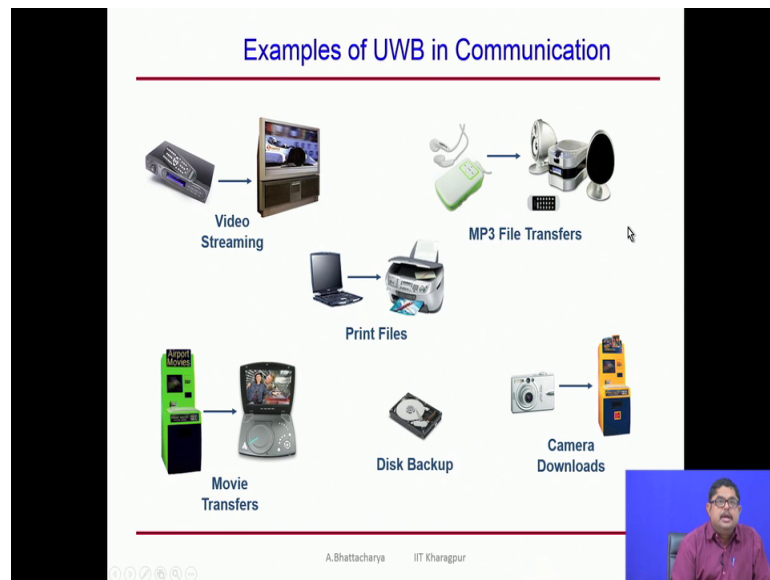 Examples of UWB in Communication
Video
Streaming
MP3 File Transfers
Print Files
Airport
Movies
Movie
Transfers
Disk Backup
Camera
Downloads
A.Bhattacharya IIT Kharagpur